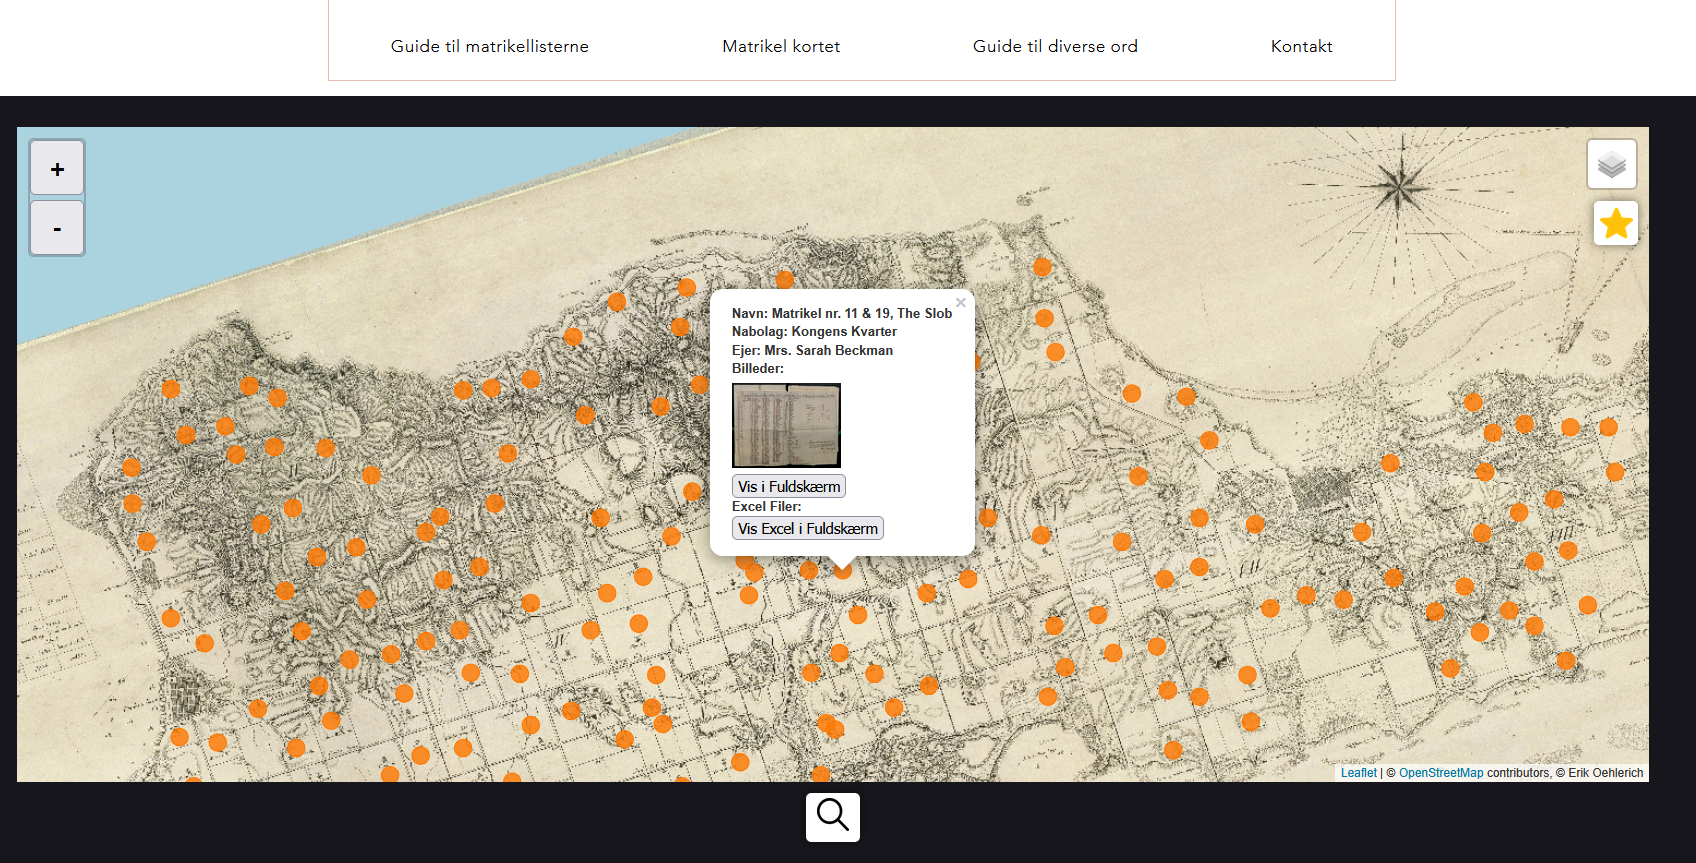 Guide til matrikellisterne
Matrikel kortet
Guide til diverse ord
Kontakt
+
-
×
Navn: Matrikel nr. 11 & 19, The Slob
Nabolag: Kongens Kvarter
Ejer: Mrs. Sarah Beckman
Billeder:
Vis i Fuldskærm
Excel Filer:
Vis Excel i Fuldskærm
Leaflet | © OpenStreetMap contributors, © Erik Oehlerich